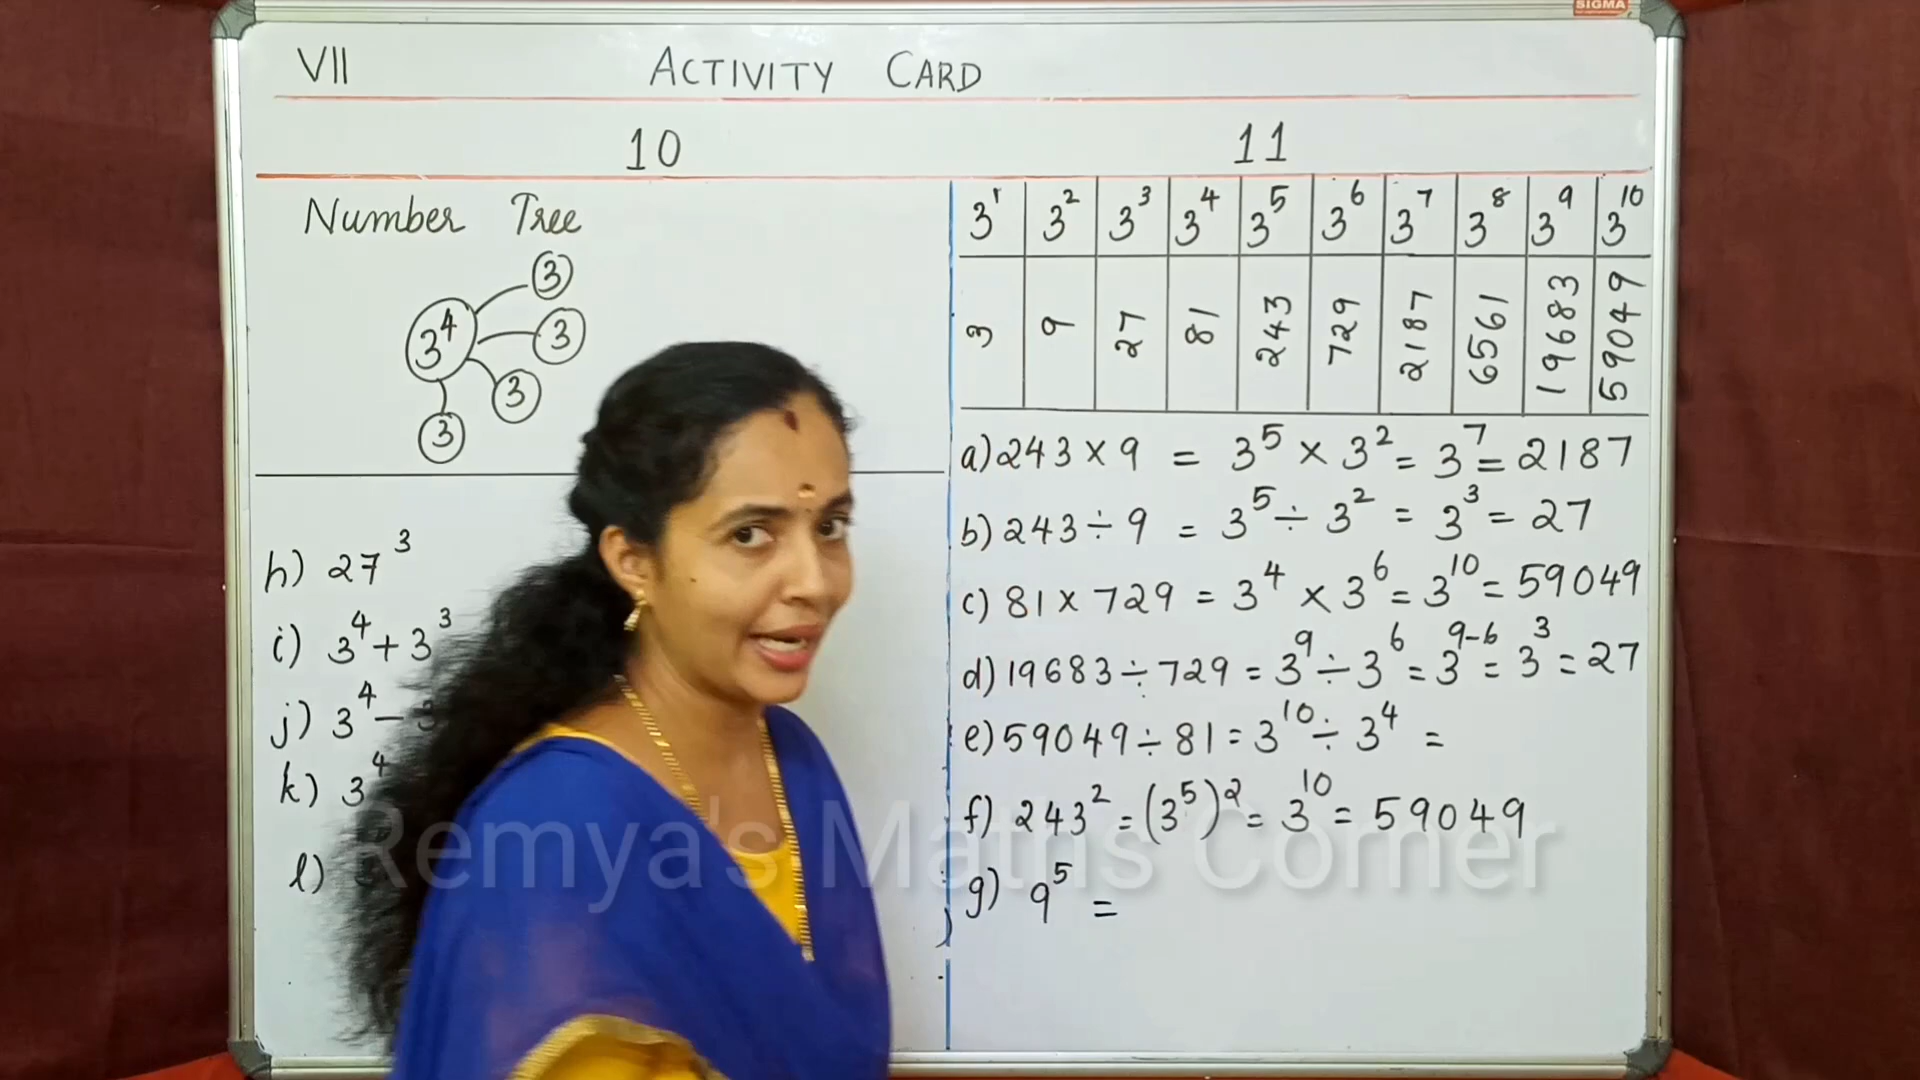 SIGMA
VII ACTIVITY CARD
10
Number Tree
3⁴
3
3
3
3
h) 27³
i) 3⁴ + 3³
j) 3⁴ −
k) 3⁴
l)
11
3¹ 3² 3³ 3⁴ 3⁵ 3⁶ 3⁷ 3⁸ 3⁹ 3¹⁰
3 9 27 81 243 729 2187 6561 19683 59049
a) 243 × 9 = 3⁵ × 3² = 3⁷ = 2187
b) 243 ÷ 9 = 3⁵ ÷ 3² = 3³ = 27
c) 81 × 729 = 3⁴ × 3⁶ = 3¹⁰ = 59049
d) 19683 ÷ 729 = 3⁹ ÷ 3⁶ = 3⁹⁻⁶ = 3³ = 27
e) 59049 ÷ 81 = 3¹⁰ ÷ 3⁴ =
f) 243² = (3⁵)² = 3¹⁰ = 59049
g) 9⁵ =
Remya's Maths Corner